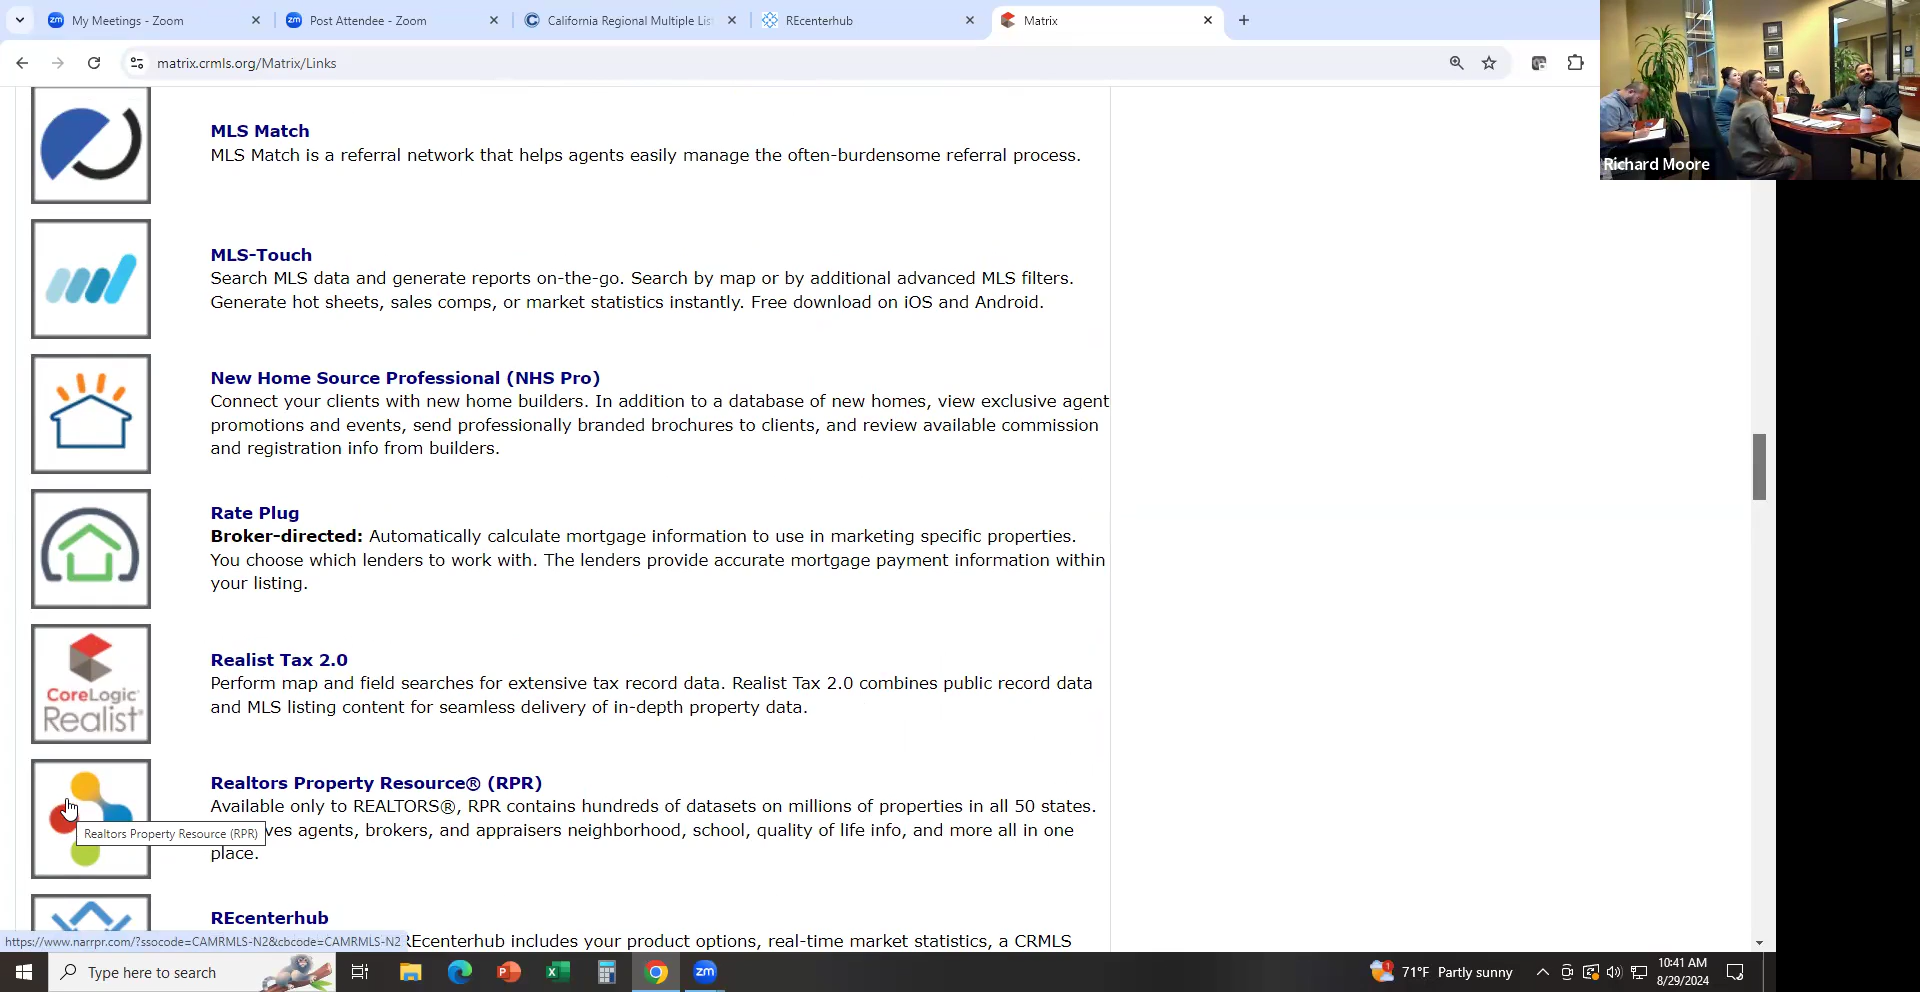 My Meetings - Zoom
Post Attendee - Zoom
California Regional Multiple Lis
REcenterhub
Matrix
matrix.crmls.org/Matrix/Links
Richard Moore
MLS Match
MLS Match is a referral network that helps agents easily manage the often-burdensome referral process.
MLS-Touch
Search MLS data and generate reports on-the-go. Search by map or by additional advanced MLS filters.
Generate hot sheets, sales comps, or market statistics instantly. Free download on iOS and Android.
New Home Source Professional (NHS Pro)
Connect your clients with new home builders. In addition to a database of new homes, view exclusive agent
promotions and events, send professionally branded brochures to clients, and review available commission
and registration info from builders.
Rate Plug
Broker-directed: Automatically calculate mortgage information to use in marketing specific properties.
You choose which lenders to work with. The lenders provide accurate mortgage payment information within
your listing.
CoreLogic
Realist®
Realist Tax 2.0
Perform map and field searches for extensive tax record data. Realist Tax 2.0 combines public record data
and MLS listing content for seamless delivery of in-depth property data.
Realtors Property Resource® (RPR)
Available only to REALTORS®, RPR contains hundreds of datasets on millions of properties in all 50 states.
ves agents, brokers, and appraisers neighborhood, school, quality of life info, and more all in one
place.
Realtors Property Resource (RPR)
REcenterhub
REcenterhub includes your product options, real-time market statistics, a CRMLS
https://www.narrpr.com/?ssocode=CAMRMLS-N2&cbcode=CAMRMLS-N2
Type here to search
71°F Partly sunny
10:41 AM
8/29/2024